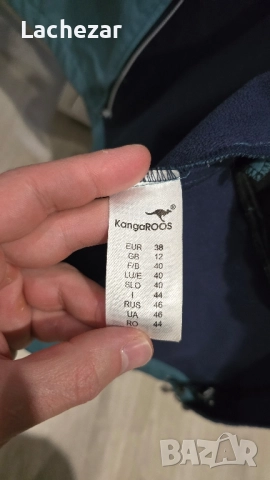 Lachezar
®
KangaROOS
EUR 38
GB 12
F/B 40
LU/E 40
SLO 40
I 44
RUS 46
UA 46
RO 44
BAZAR